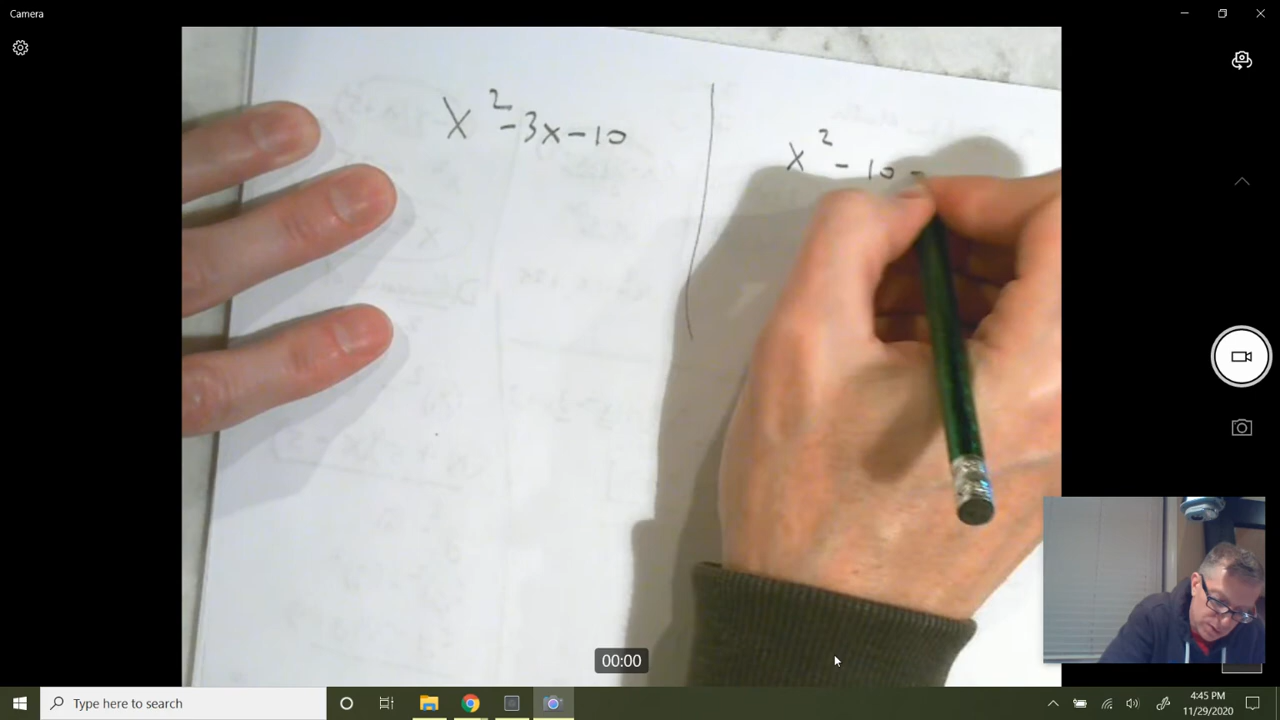 Camera
x² - 3x - 10
x² - 10 -
00:00
Type here to search
4:45 PM
11/29/2020